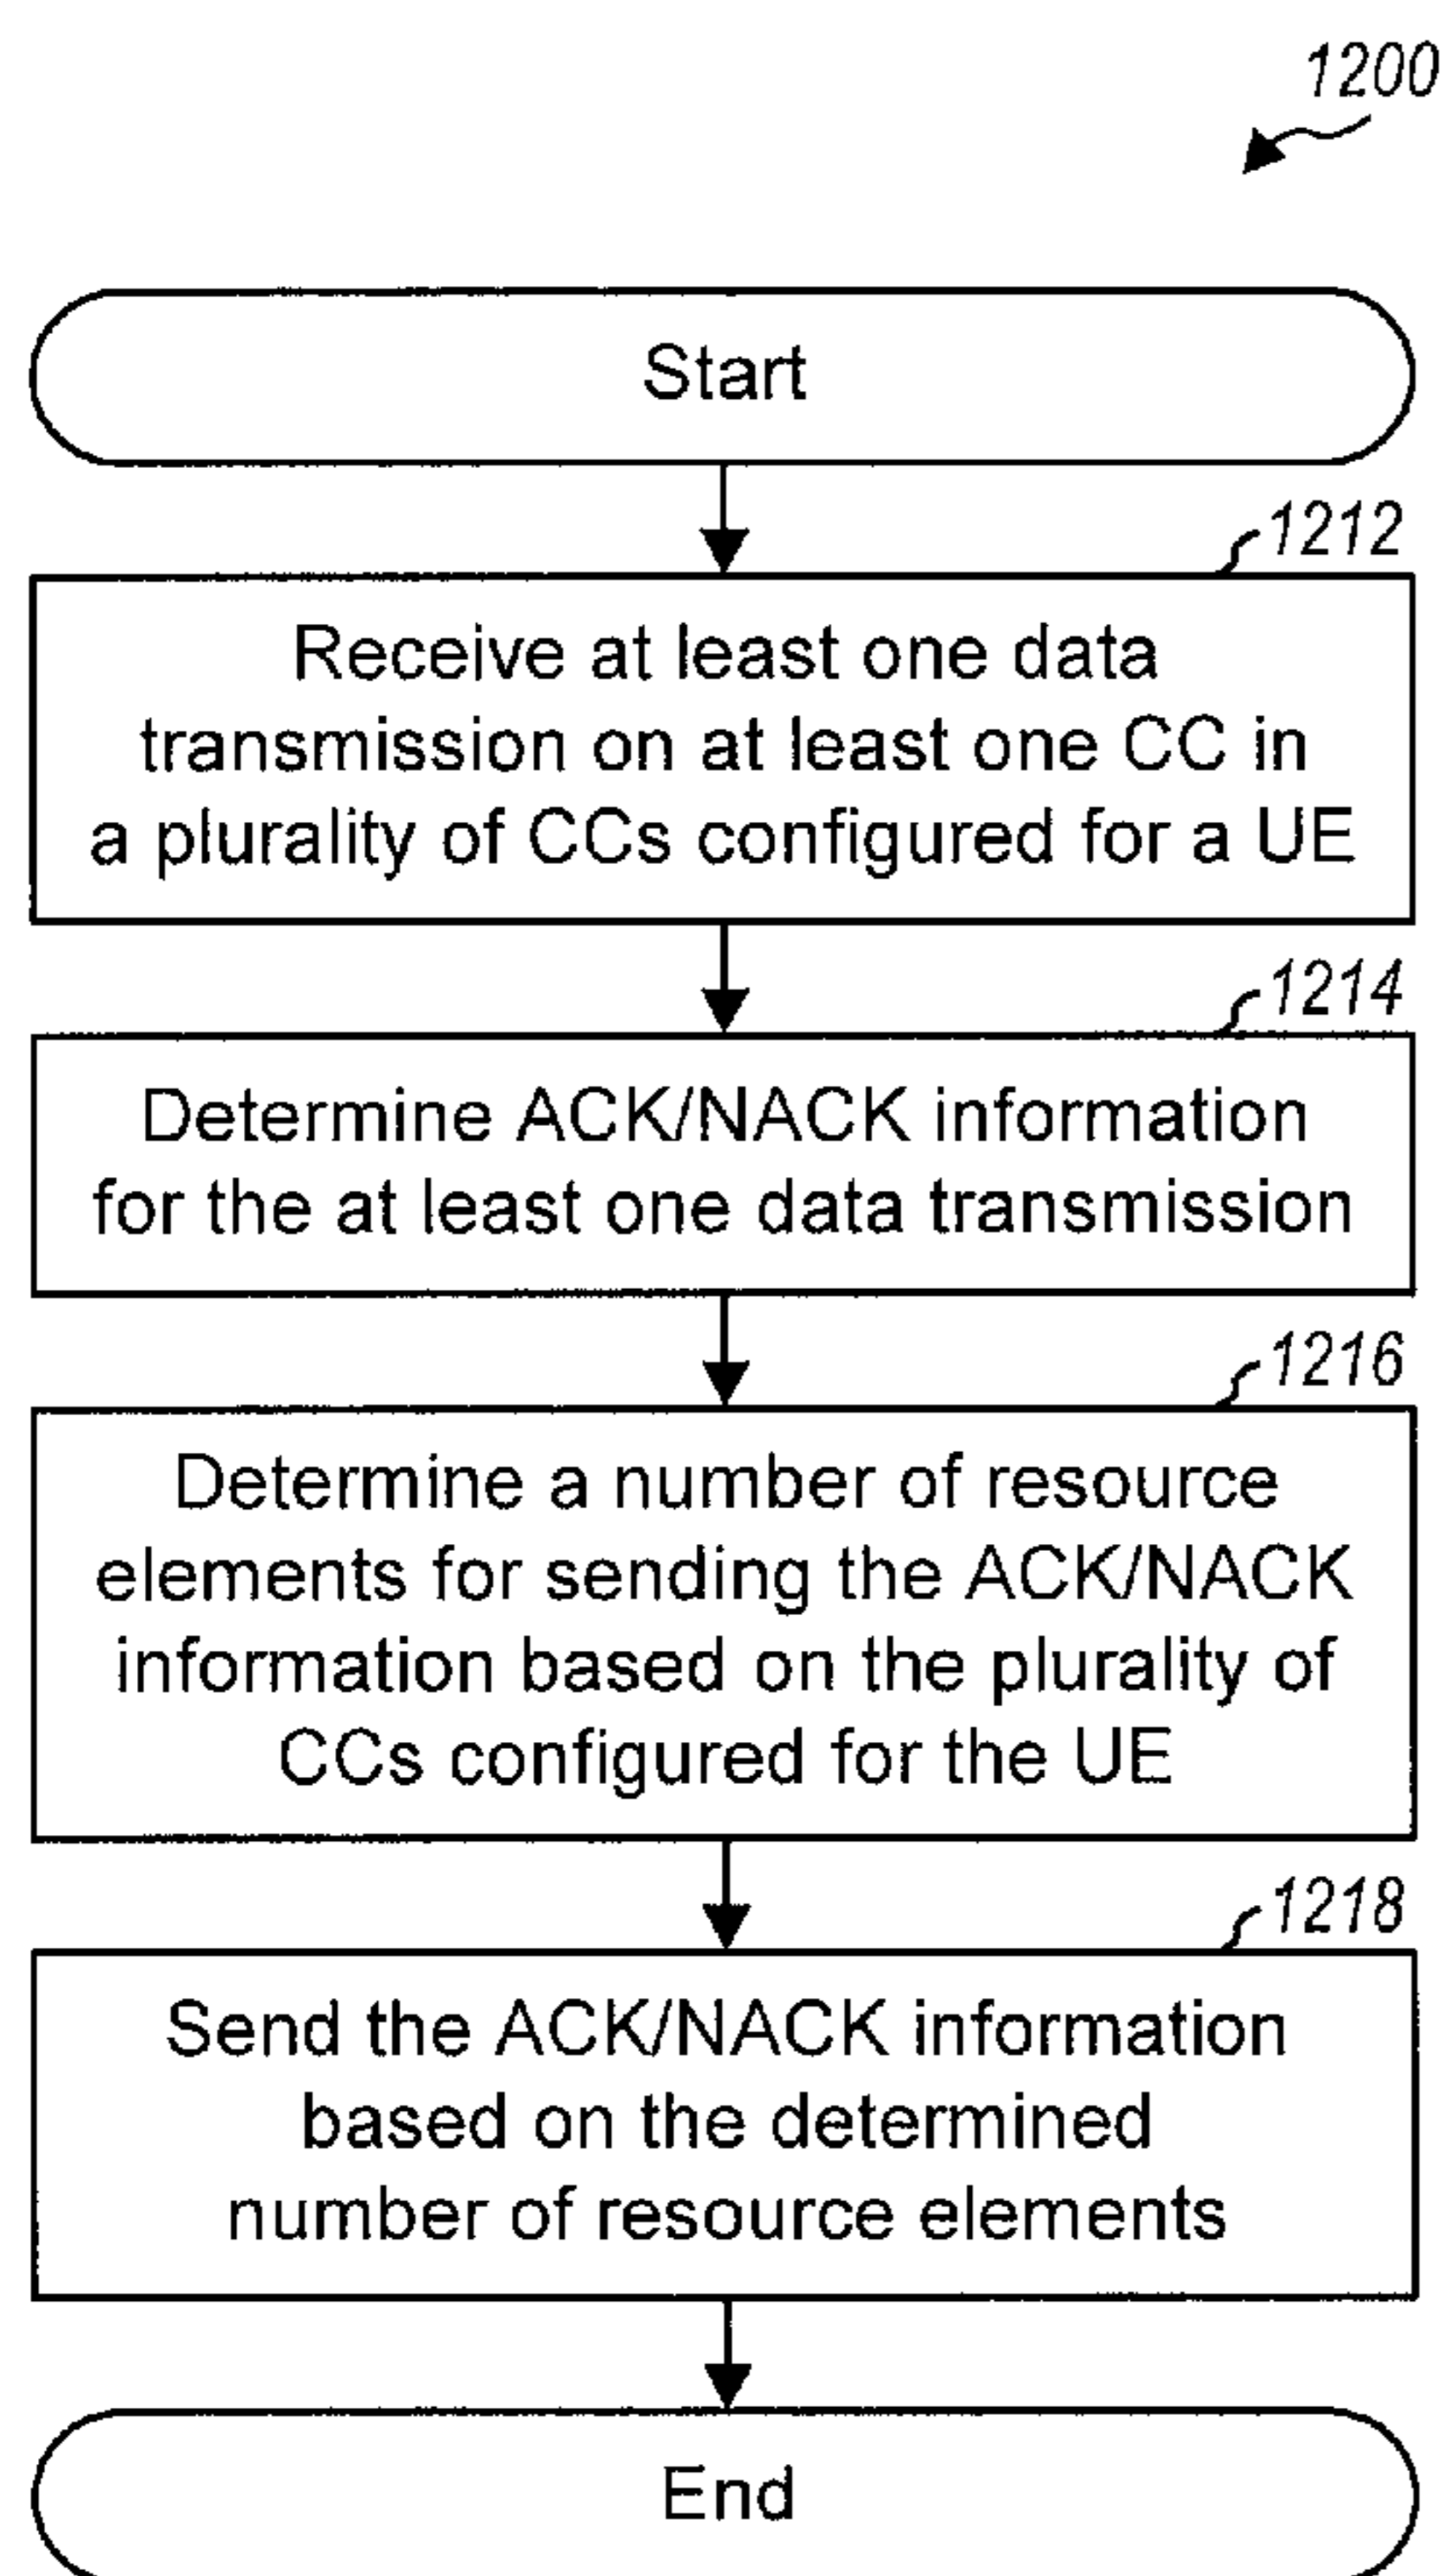 1200
Start
1212
Receive at least one data
transmission on at least one CC in
a plurality of CCs configured for a UE
1214
Determine ACK/NACK information
for the at least one data transmission
1216
Determine a number of resource
elements for sending the ACK/NACK
information based on the plurality of
CCs configured for the UE
1218
Send the ACK/NACK information
based on the determined
number of resource elements
End